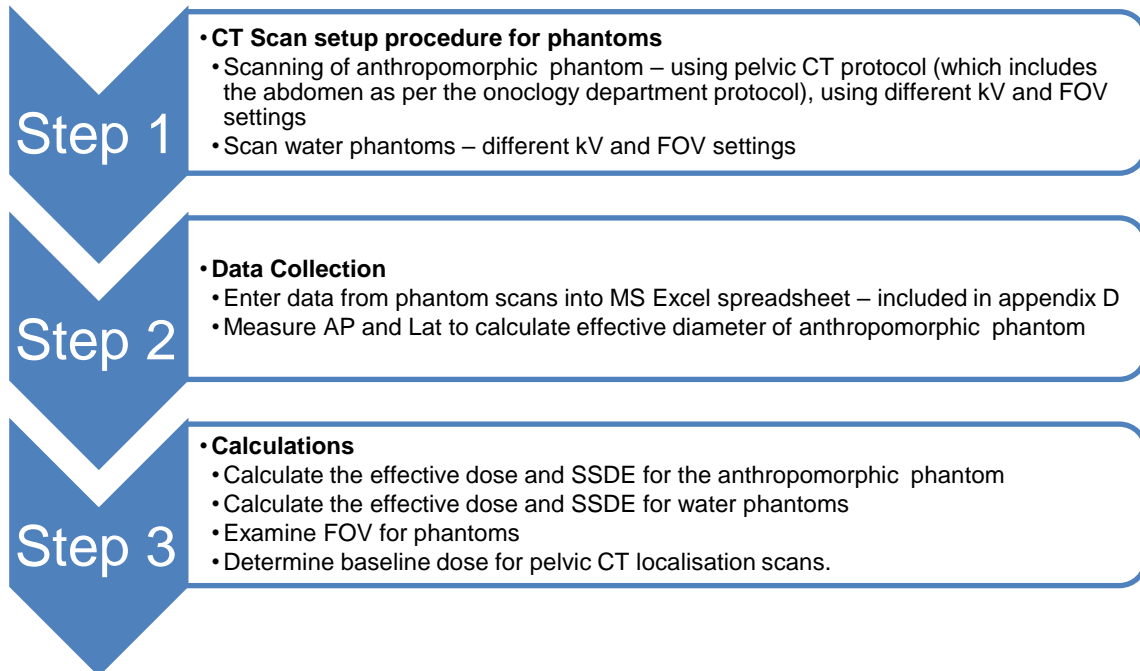 Step 1
•CT Scan setup procedure for phantoms
•Scanning of anthropomorphic phantom – using pelvic CT protocol (which includes
the abdomen as per the onoclogy department protocol), using different kV and FOV
settings
•Scan water phantoms – different kV and FOV settings
Step 2
•Data Collection
•Enter data from phantom scans into MS Excel spreadsheet – included in appendix D
•Measure AP and Lat to calculate effective diameter of anthropomorphic phantom
Step 3
•Calculations
•Calculate the effective dose and SSDE for the anthropomorphic phantom
•Calculate the effective dose and SSDE for water phantoms
•Examine FOV for phantoms
•Determine baseline dose for pelvic CT localisation scans.